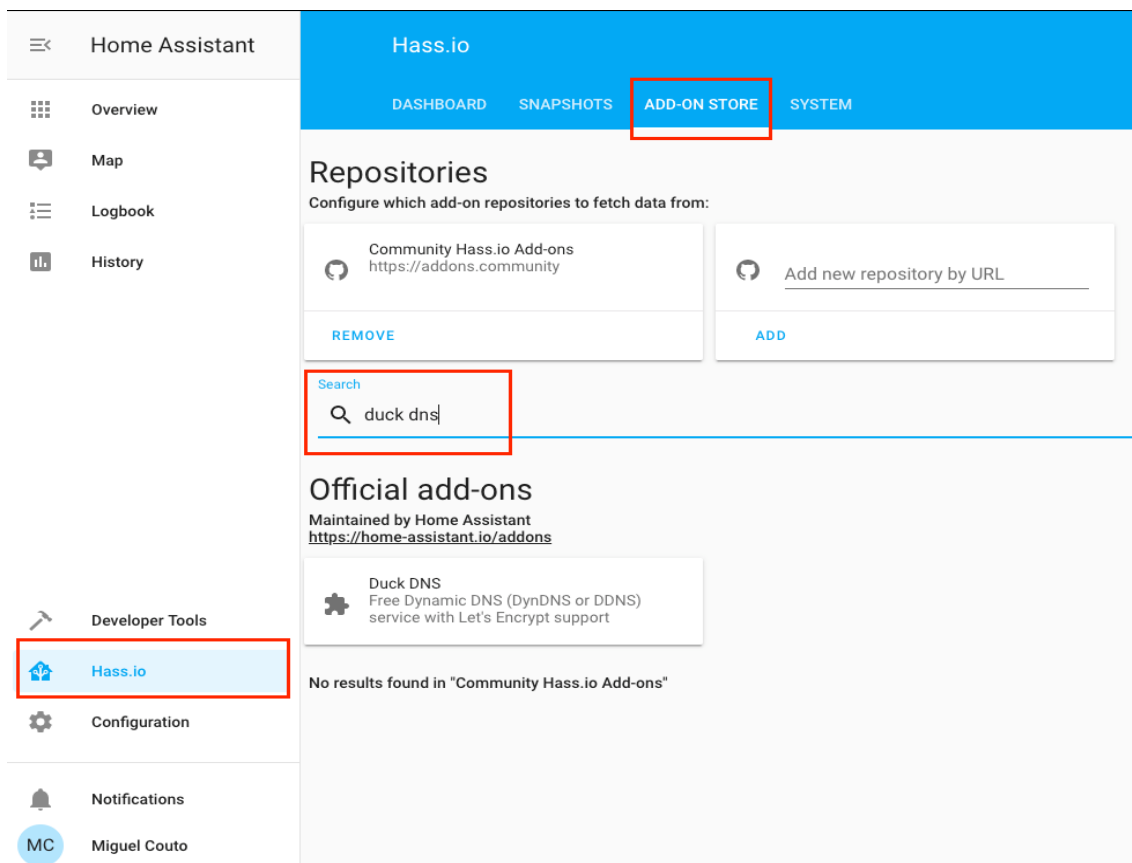 Home Assistant
Hass.io
DASHBOARD SNAPSHOTS ADD-ON STORE SYSTEM
Overview
Map
Logbook
History
Developer Tools
Hass.io
Configuration
Notifications
MC Miguel Couto
Repositories
Configure which add-on repositories to fetch data from:
Community Hass.io Add-ons
https://addons.community
REMOVE
Add new repository by URL
ADD
Search
duck dns
Official add-ons
Maintained by Home Assistant
https://home-assistant.io/addons
Duck DNS
Free Dynamic DNS (DynDNS or DDNS)
service with Let's Encrypt support
No results found in "Community Hass.io Add-ons"